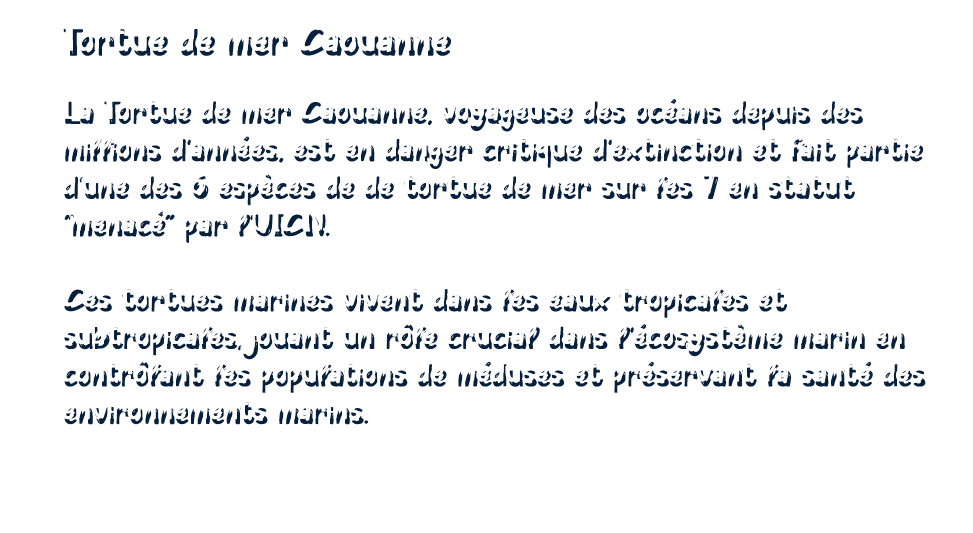 Tortue de mer Caouanne
La Tortue de mer Caouanne, voyageuse des océans depuis des
millions d'années, est en danger critique d'extinction et fait partie
d'une des 6 espèces de de tortue de mer sur les 7 en statut
"menacé" par l'UICN.
Ces tortues marines vivent dans les eaux tropicales et
subtropicales, jouant un rôle crucial dans l'écosystème marin en
contrôlant les populations de méduses et préservant la santé des
environnements marins.